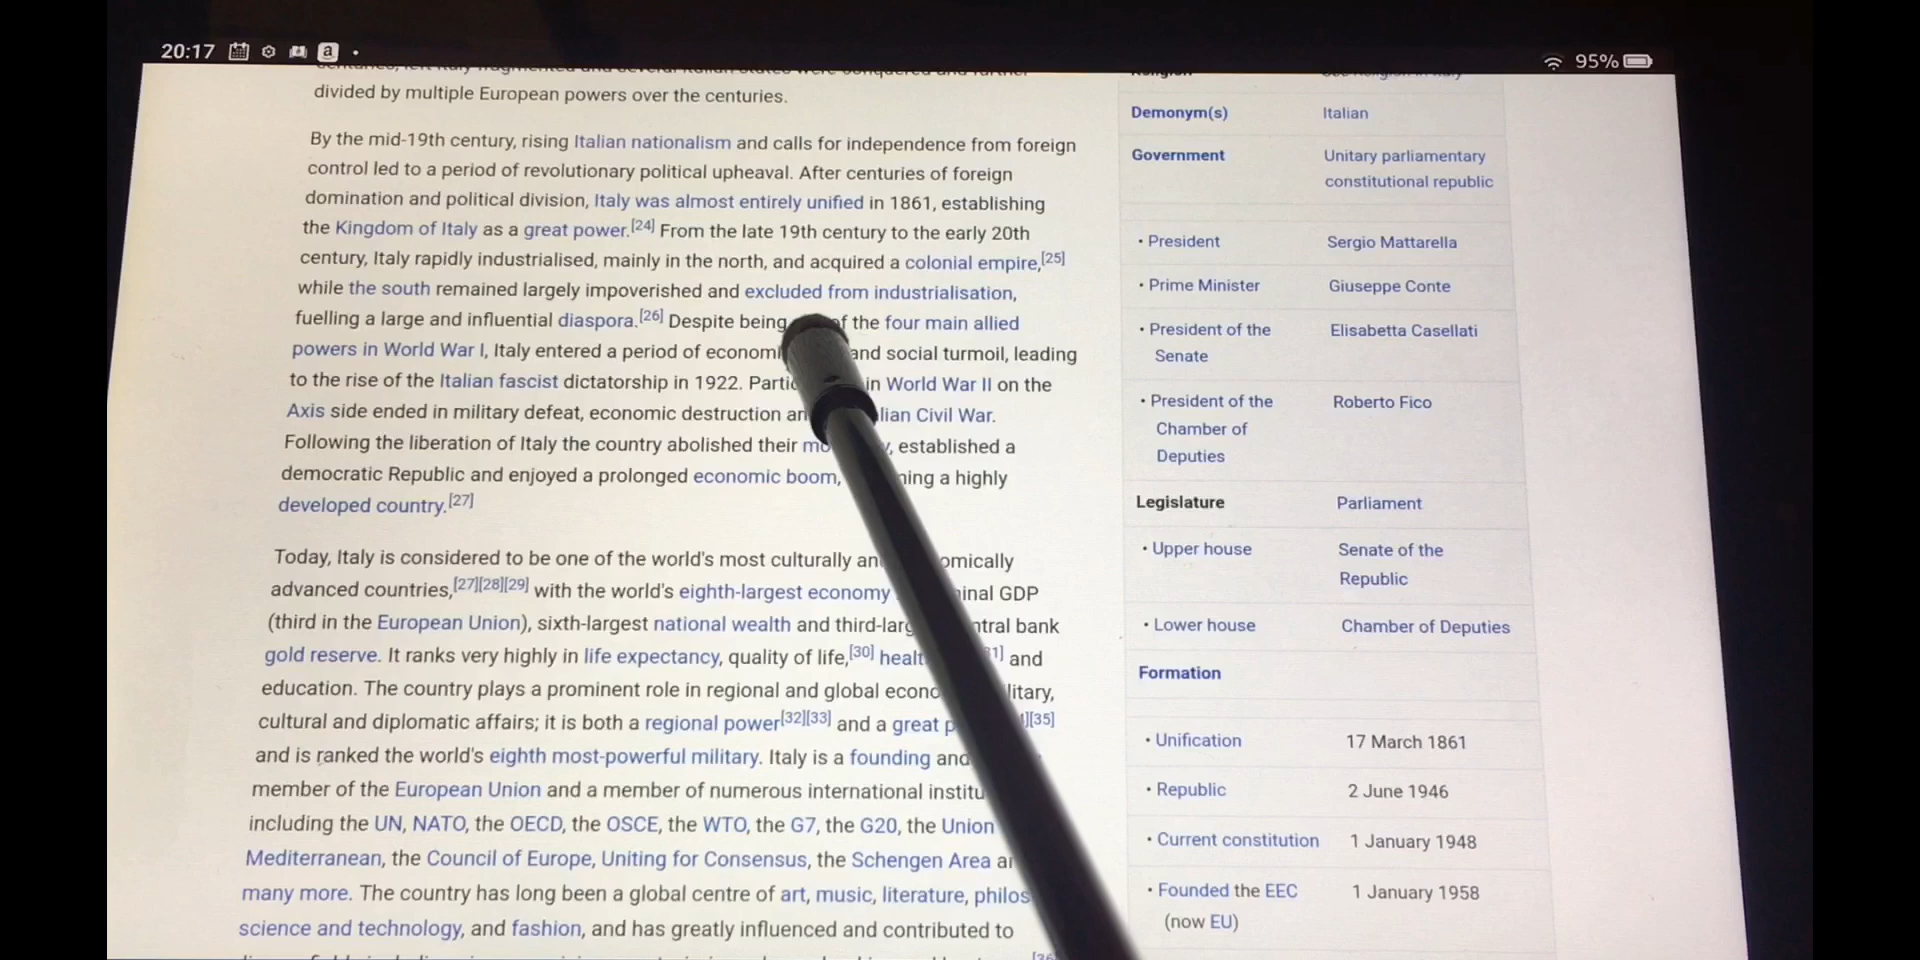 20:17
95%
divided by multiple European powers over the centuries.
By the mid-19th century, rising Italian nationalism and calls for independence from foreign
control led to a period of revolutionary political upheaval. After centuries of foreign
domination and political division, Italy was almost entirely unified in 1861, establishing
the Kingdom of Italy as a great power.[24] From the late 19th century to the early 20th
century, Italy rapidly industrialised, mainly in the north, and acquired a colonial empire,[25]
while the south remained largely impoverished and excluded from industrialisation,
fuelling a large and influential diaspora.[26] Despite being of the four main allied
powers in World War I, Italy entered a period of and social turmoil, leading
to the rise of the Italian fascist dictatorship in 1922. in World War II on the
Axis side ended in military defeat, economic destruction Civil War.
Following the liberation of Italy the country abolished their established a
democratic Republic and enjoyed a prolonged economic boom, a highly
developed country.[27]
Today, Italy is considered to be one of the world's most culturally
advanced countries,[27][28][29] with the world's eighth-largest economy GDP
(third in the European Union), sixth-largest national wealth and bank
gold reserve. It ranks very highly in life expectancy, quality of life,[30] and
education. The country plays a prominent role in regional and global
cultural and diplomatic affairs; it is both a regional power[32][33] and a great [35]
and is ranked the world's eighth most-powerful military. Italy is a founding
member of the European Union and a member of numerous international
including the UN, NATO, the OECD, the OSCE, the WTO, the G7, the G20, the Union
Mediterranean, the Council of Europe, Uniting for Consensus, the Schengen Area
many more. The country has long been a global centre of art, music, literature,
science and technology, and fashion, and has greatly influenced and contributed to
Demonym(s) Italian
Government Unitary parliamentary
constitutional republic
• President Sergio Mattarella
• Prime Minister Giuseppe Conte
• President of the Elisabetta Casellati
Senate
• President of the Roberto Fico
Chamber of
Deputies
Legislature Parliament
• Upper house Senate of the
Republic
• Lower house Chamber of Deputies
Formation
• Unification 17 March 1861
• Republic 2 June 1946
• Current constitution 1 January 1948
• Founded the EEC 1 January 1958
(now EU)